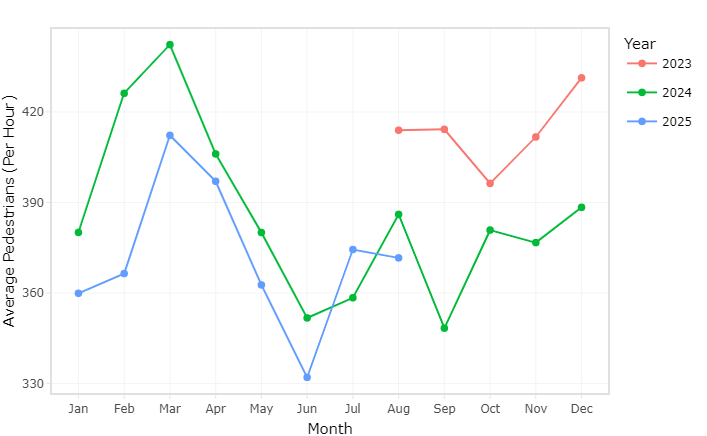 Year
2023
2024
2025
Average Pedestrians (Per Hour)
420
390
360
330
Jan Feb Mar Apr May Jun Jul Aug Sep Oct Nov Dec
Month